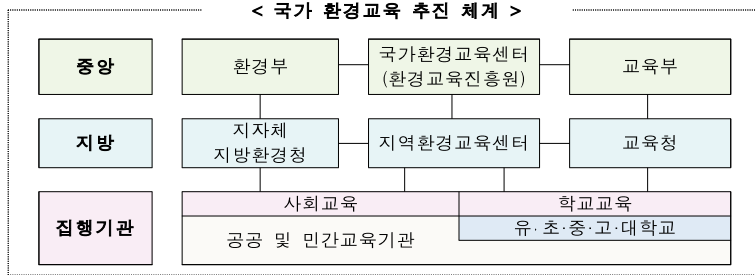 < 국가 환경교육 추진 체계 >
중앙
환경부
국가환경교육센터
(환경교육진흥원)
교육부
지방
지자체
지방환경청
지역환경교육센터
교육청
집행기관
사회교육
학교교육
공공 및 민간교육기관
유·초·중·고·대학교